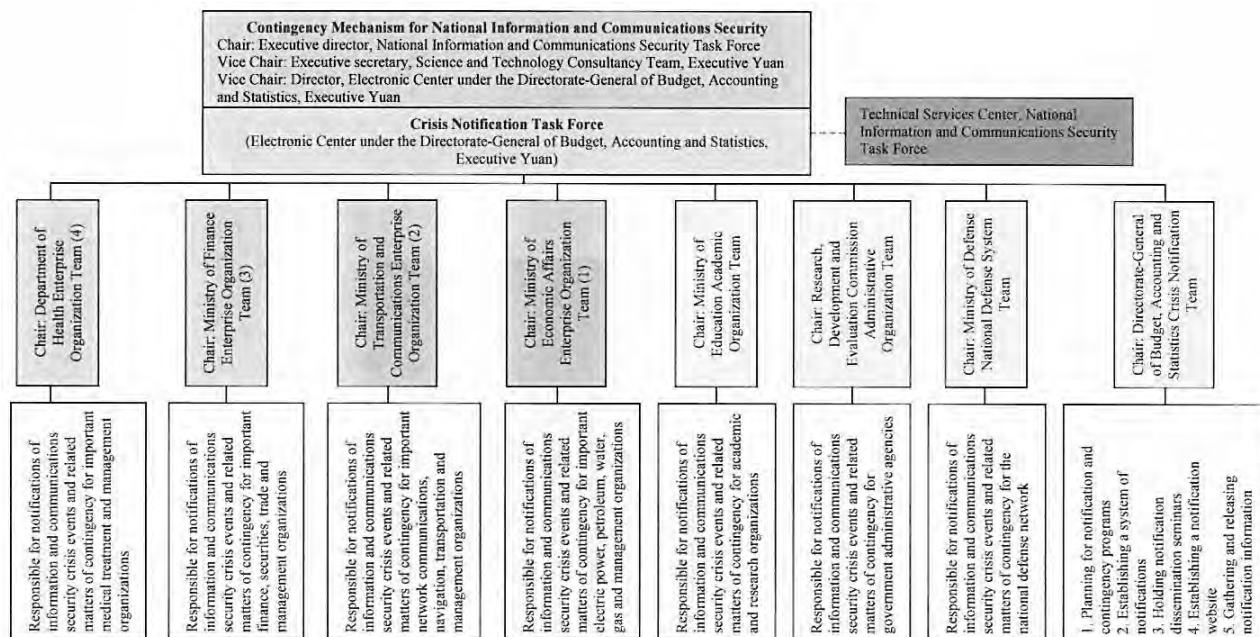 Contingency Mechanism for National Information and Communications Security
Chair: Executive director, National Information and Communications Security Task Force
Vice Chair: Executive secretary, Science and Technology Consultancy Team, Executive Yuan
Vice Chair: Director, Electronic Center under the Directorate-General of Budget, Accounting
and Statistics, Executive Yuan
Crisis Notification Task Force
(Electronic Center under the Directorate-General of Budget, Accounting and Statistics,
Executive Yuan)
Technical Services Center, National
Information and Communications Security
Task Force
Chair: Department of
Health Enterprise
Organization Team (4)
Chair: Ministry of Finance
Enterprise Organization
Team (3)
Chair: Ministry of
Transportation and
Communications Enterprise
Organization Team (2)
Chair: Ministry of
Economic Affairs
Enterprise Organization
Team (1)
Chair: Ministry of
Education Academic
Organization Team
Chair: Research,
Development and
Evaluation Commission
Administrative
Organization Team
Chair: Ministry of Defense
National Defense System
Team
Chair: Directorate-General
of Budget, Accounting and
Statistics Crisis Notification
Team
Responsible for notifications of
information and communications
security crisis events and related
matters of contingency for important
medical treatment and management
organizations
Responsible for notifications of
information and communications
security crisis events and related
matters of contingency for important
finance, securities, trade and
management organizations
Responsible for notifications of
information and communications
security crisis events and related
matters of contingency for important
network communications,
navigation, transportation and
management organizations
Responsible for notifications of
information and communications
security crisis events and related
matters of contingency for important
electric power, petroleum, water,
gas and management organizations
Responsible for notifications of
information and communications
security crisis events and related
matters of contingency for academic
and research organizations
Responsible for notifications of
information and communications
security crisis events and related
matters of contingency for
government administrative agencies
Responsible for notifications of
information and communications
security crisis events and related
matters of contingency for the
national defense network
1. Planning for notification and
contingency programs
2. Establishing a system of
notifications
3. Holding notification
dissemination seminars
4. Establishing a notification
website
5. Gathering and releasing
notification information